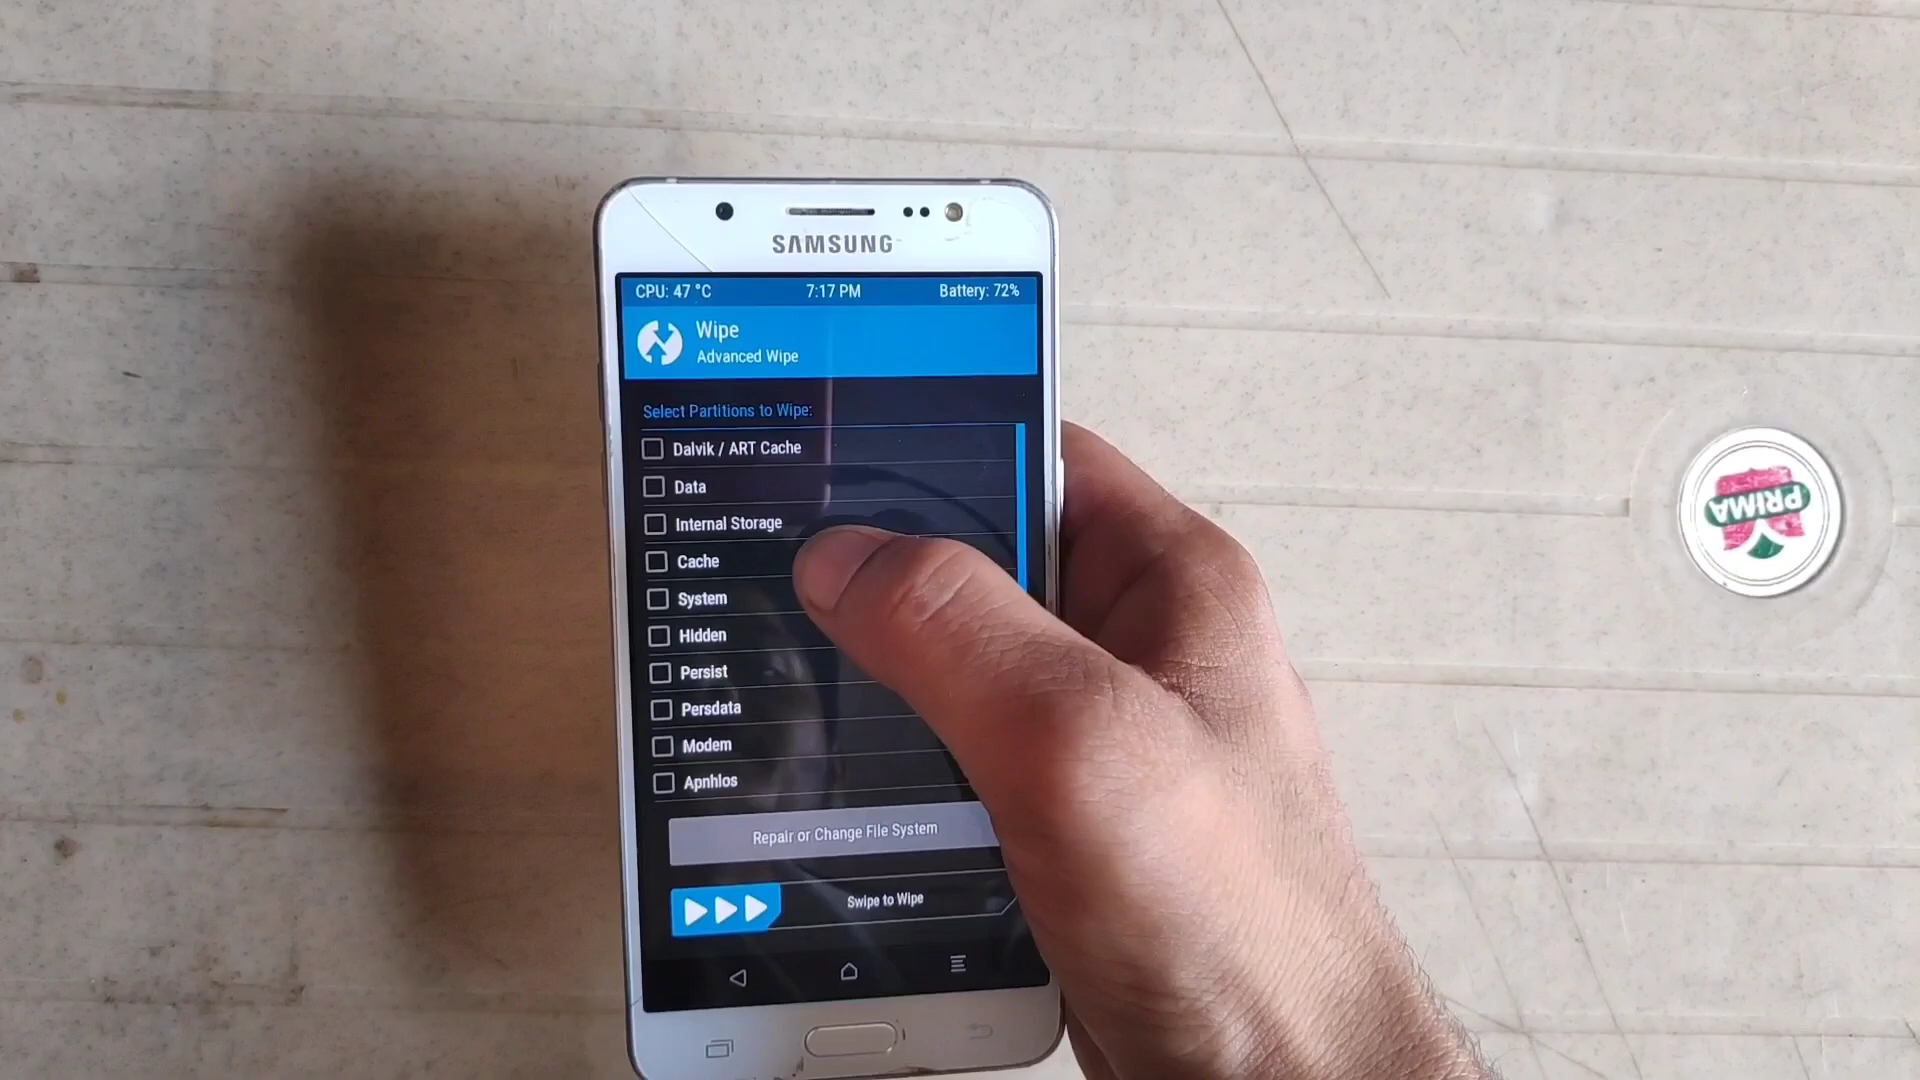 SAMSUNG
CPU: 47 °C 7:17 PM Battery: 72%
Wipe
Advanced Wipe
Select Partitions to Wipe:
Dalvik / ART Cache
Data
Internal Storage
Cache
System
Hidden
Persist
Persdata
Modem
Apnhlos
Repair or Change File System
Swipe to Wipe
PRIMA